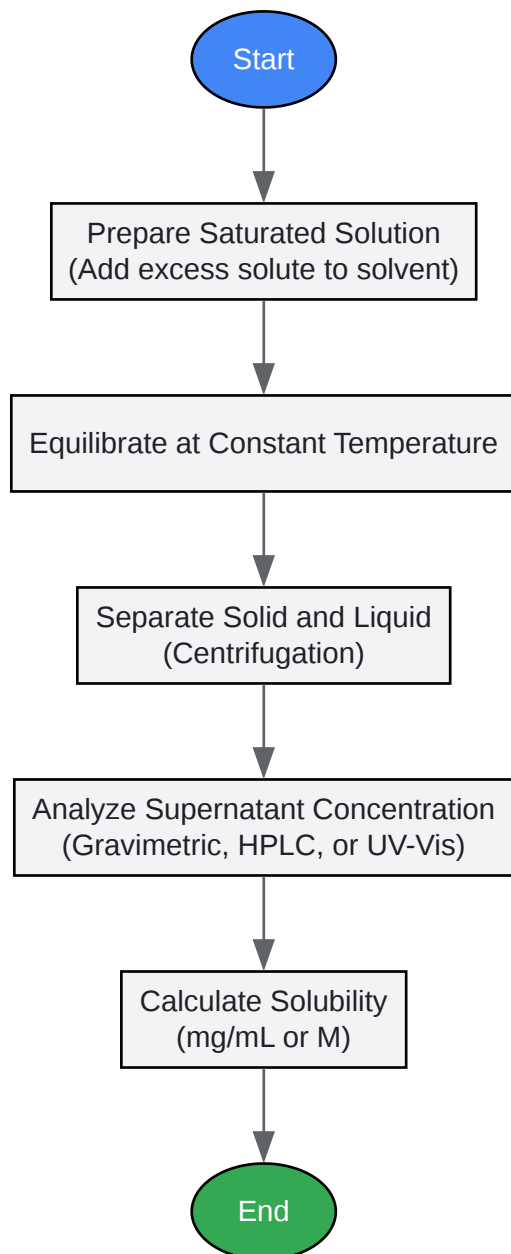 Start
Prepare Saturated Solution
(Add excess solute to solvent)
Equilibrate at Constant Temperature
Separate Solid and Liquid
(Centrifugation)
Analyze Supernatant Concentration
(Gravimetric, HPLC, or UV-Vis)
Calculate Solubility
(mg/mL or M)
End